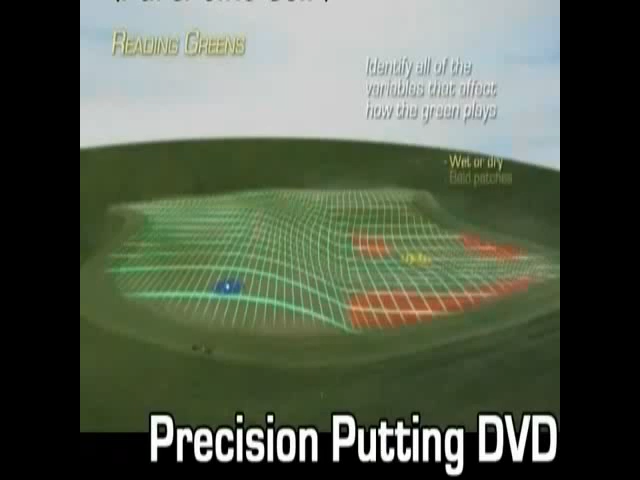 READING GREENS
Identify all of the
variables that affect
how the green plays
- Wet or dry
Bald patches
Precision Putting DVD